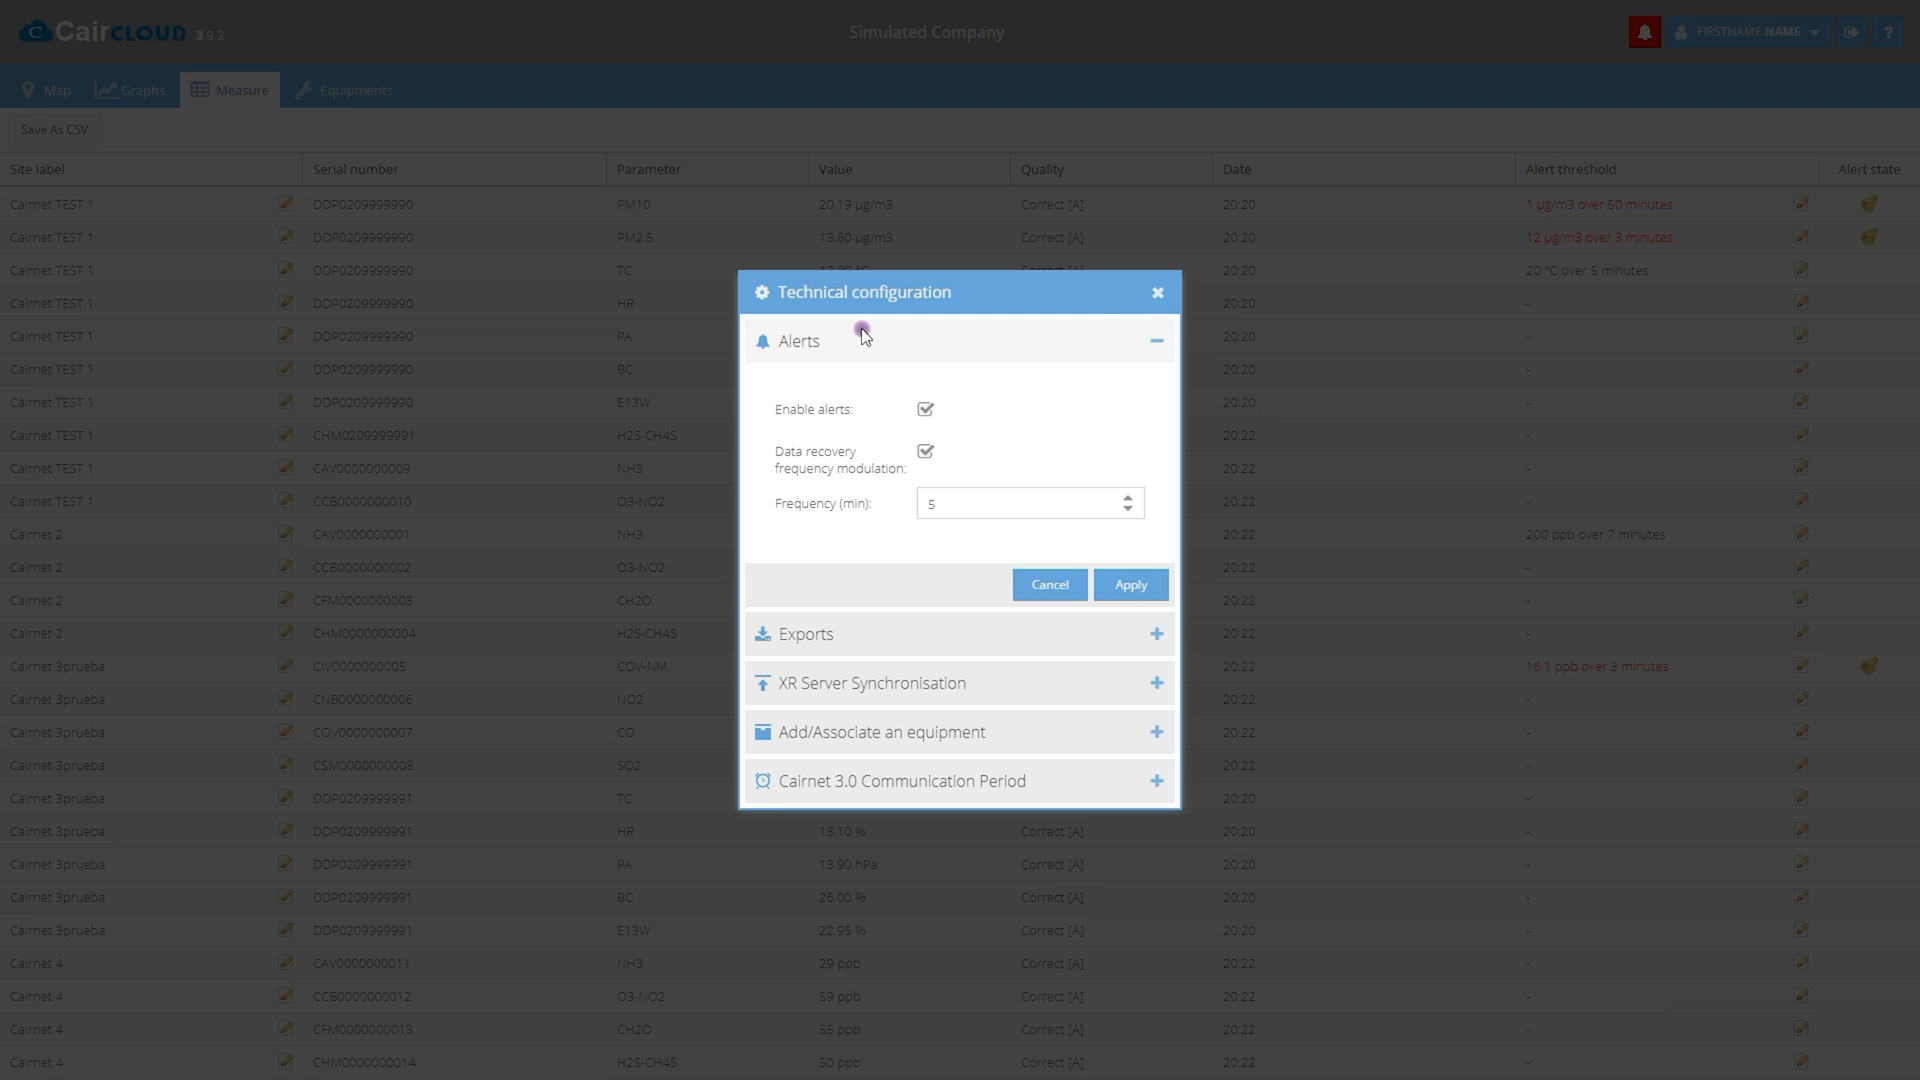 CairCLOUD 3.9.2
Simulated Company
FIRSTNAME NAME
?
Map
Graphs
Measure
Equipments
Save As CSV
Site label Serial number Parameter Value Quality Date Alert threshold Alert state
Cairnet TEST 1 DDP0209999990 PM10 20.19 µg/m3 Correct [A] 20:20 1 µg/m3 over 50 minutes
Cairnet TEST 1 DDP0209999990 PM2.5 13.80 µg/m3 Correct [A] 20:20 12 µg/m3 over 3 minutes
Cairnet TEST 1 DDP0209999990 TC 20:20 20 °C over 5 minutes
Cairnet TEST 1 DDP0209999990 HR 20:20 -
Cairnet TEST 1 DDP0209999990 PA 20:20 -
Cairnet TEST 1 DDP0209999990 BC 20:20 -
Cairnet TEST 1 DDP0209999990 E13W 20:20 -
Cairnet TEST 1 CHM0209999991 H2S-CH4S 20:22 -
Cairnet TEST 1 CAV0000000009 NH3 20:22 -
Cairnet TEST 1 CCB0000000010 O3-NO2 20:22 -
Cairnet 2 CAV0000000001 NH3 20:22 200 ppb over 7 minutes
Cairnet 2 CCB0000000002 O3-NO2 20:22 -
Cairnet 2 CFM0000000003 CH2O 20:22 -
Cairnet 2 CHM0000000004 H2S-CH4S 20:22 -
Cairnet 3prueba CIV0000000005 COV-NM 20:22 16.1 ppb over 3 minutes
Cairnet 3prueba CNB0000000006 NO2 20:22 -
Cairnet 3prueba COV0000000007 CO 20:22 -
Cairnet 3prueba CSM0000000008 SO2 20:22 -
Cairnet 3prueba DDP0209999991 TC 20:20 -
Cairnet 3prueba DDP0209999991 HR 13.10 % Correct [A] 20:20 -
Cairnet 3prueba DDP0209999991 PA 13.90 hPa Correct [A] 20:20 -
Cairnet 3prueba DDP0209999991 BC 26.00 % Correct [A] 20:20 -
Cairnet 3prueba DDP0209999991 E13W 22.95 % Correct [A] 20:20 -
Cairnet 4 CAV0000000011 NH3 29 ppb Correct [A] 20:22 -
Cairnet 4 CCB0000000012 O3-NO2 59 ppb Correct [A] 20:22 -
Cairnet 4 CFM0000000013 CH2O 55 ppb Correct [A] 20:22 -
Cairnet 4 CHM0000000014 H2S-CH4S 50 ppb Correct [A] 20:22 -
Technical configuration
Alerts
Enable alerts:
Data recovery
frequency modulation:
Frequency (min): 5
Cancel Apply
Exports
XR Server Synchronisation
Add/Associate an equipment
Cairnet 3.0 Communication Period